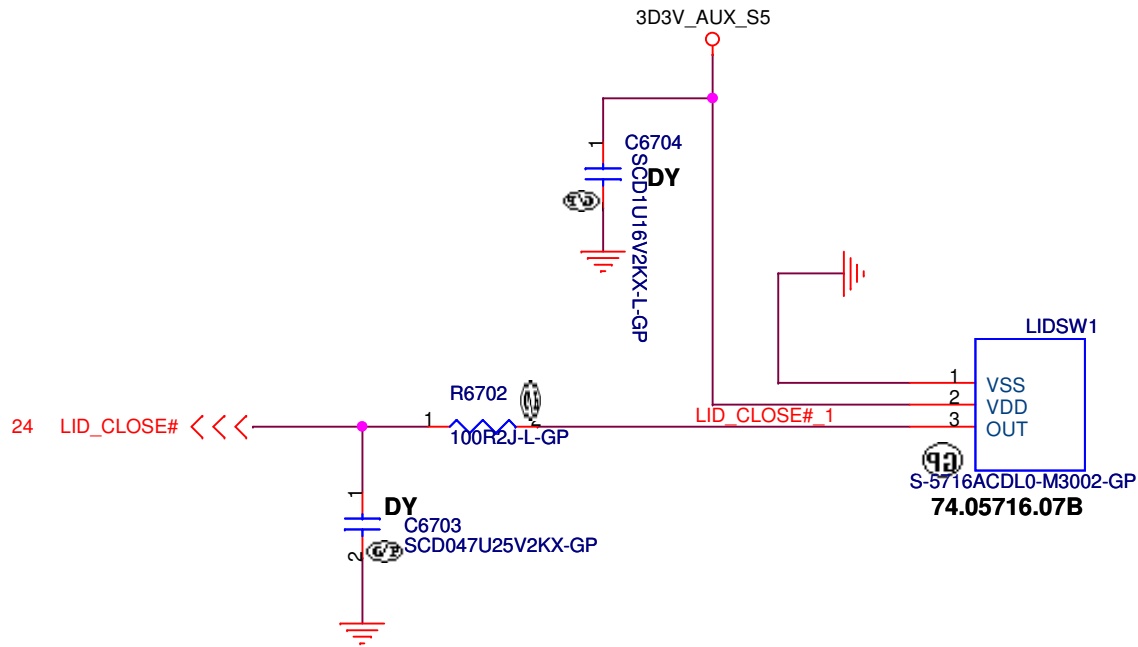 3D3V_AUX_S5
1
C6704
SCD1U16V2KX-L-GP
DY
LIDSW1
1
VSS
2
VDD
3
OUT
LID_CLOSE#_1
GP
S-5716ACDL0-M3002-GP
74.05716.07B
24
LID_CLOSE#
1
R6702
2
100R2J-L-GP
1
DY
C6703
2
SCD047U25V2KX-GP